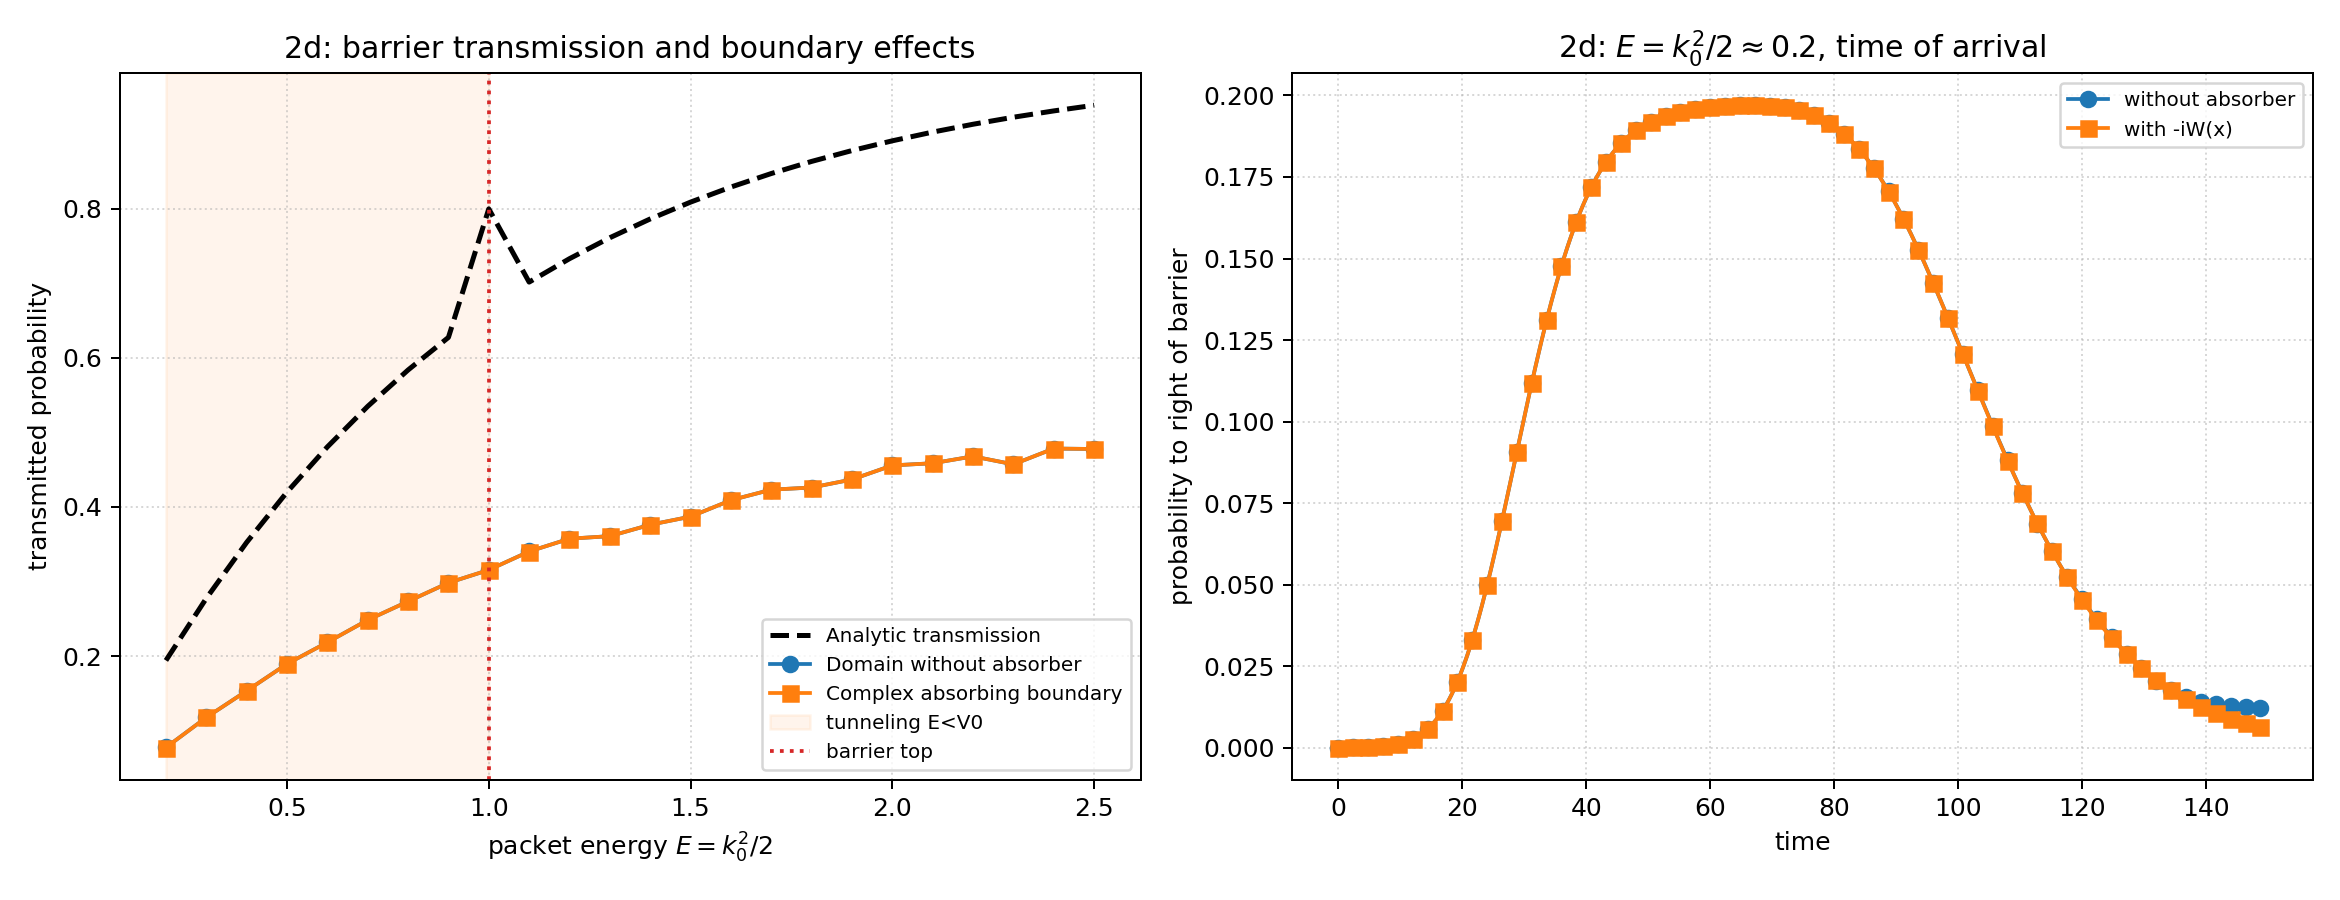 2d: barrier transmission and boundary effects
transmitted probability
0.8
0.6
0.4
0.2
0.5
1.0
1.5
2.0
2.5
packet energy $E = k_0^2/2$
Analytic transmission
Domain without absorber
Complex absorbing boundary
tunneling E<V0
barrier top
2d: $E = k_0^2/2 \approx 0.2$, time of arrival
probability to right of barrier
0.200
0.175
0.150
0.125
0.100
0.075
0.050
0.025
0.000
0
20
40
60
80
100
120
140
time
without absorber
with -iW(x)